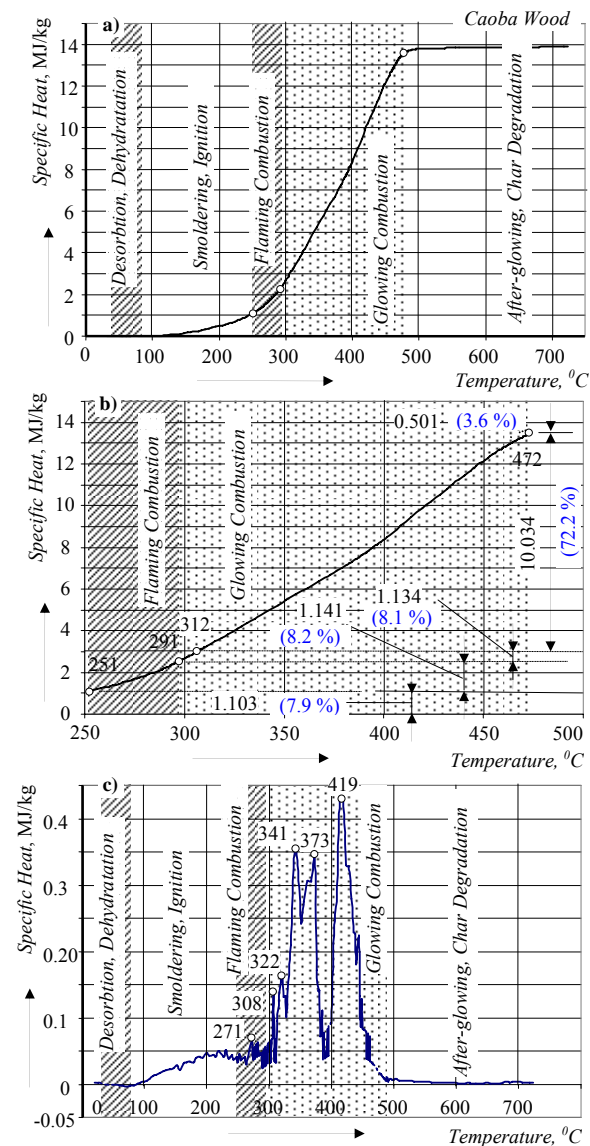 Caoba Wood
a)
Specific Heat, MJ/kg
14
12
10
8
6
4
2
0
Desorbtion, Dehydratation
Smoldering, Ignition
Flaming Combustion
Glowing Combustion
After-glowing, Char Degradation
0 100 200 300 400 500 600 700
Temperature, ⁰C
b)
Specific Heat, MJ/kg
14
12
10
8
6
4
3
2
0
Flaming Combustion
Glowing Combustion
0.501 (3.6 %)
472
10.034
(72.2 %)
1.134
(8.1 %)
1.141
(8.2 %)
312
291
251
1.103 (7.9 %)
250 300 350 400 450 500
Temperature, ⁰C
c)
Specific Heat, MJ/kg
0.4
0.3
0.20
0.1
0
-0.05
Desorbtion, Dehydratation
Smoldering, Ignition
Flaming Combustion
Glowing Combustion
After-glowing, Char Degradation
419
341
373
322
308
271
0 100 200 300 400 500 600 700
Temperature, ⁰C